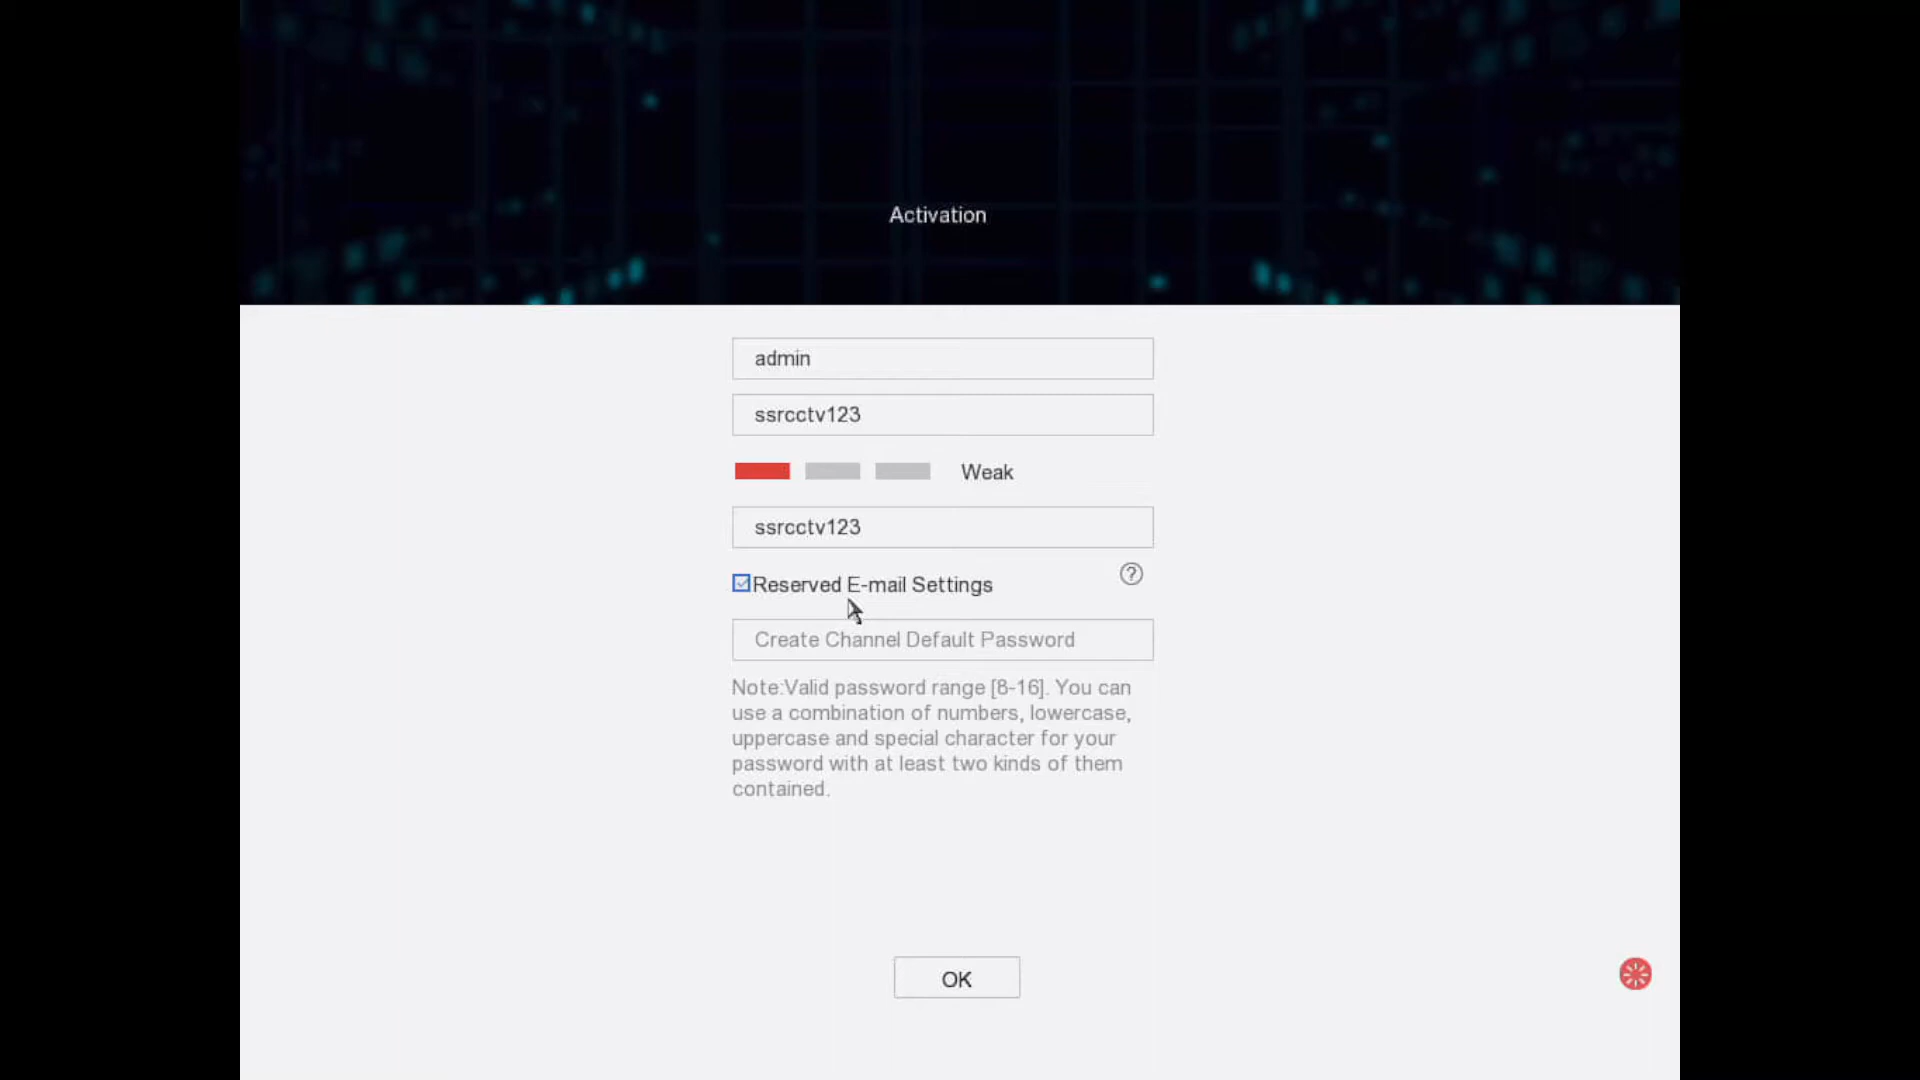 Activation
admin
ssrcctv123
Weak
ssrcctv123
Reserved E-mail Settings
?
Create Channel Default Password
Note:Valid password range [8-16]. You can
use a combination of numbers, lowercase,
uppercase and special character for your
password with at least two kinds of them
contained.
OK